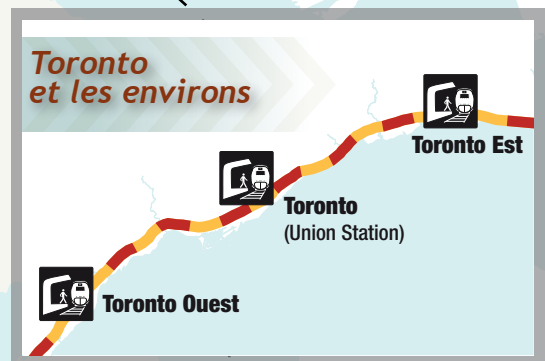 Toronto
et les environs
Toronto Est
Toronto
(Union Station)
Toronto Ouest